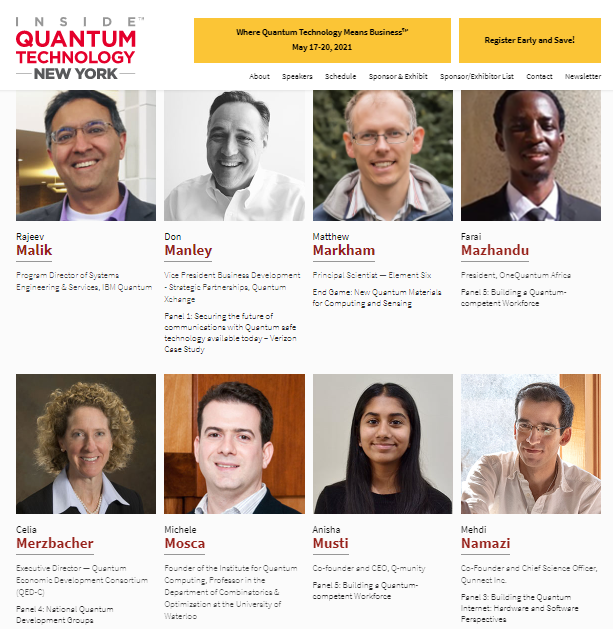 INSIDE™
QUANTUM
TECHNOLOGY
NEW YORK
Where Quantum Technology Means Business™
May 17-20, 2021
Register Early and Save!
About Speakers Schedule Sponsor & Exhibit Sponsor/Exhibitor List Contact Newsletter
Rajeev
Malik
Program Director of Systems
Engineering & Services, IBM Quantum
Don
Manley
Vice President Business Development
- Strategic Partnerships, Quantum
Xchange
Panel 1: Securing the future of
communications with Quantum safe
technology available today – Verizon
Case Study
Matthew
Markham
Principal Scientist — Element Six
End Game: New Quantum Materials
for Computing and Sensing
Farai
Mazhandu
President, OneQuantum Africa
Panel 5: Building a Quantum-
competent Workforce
Celia
Merzbacher
Executive Director — Quantum
Economic Development Consortium
(QED-C)
Panel 4: National Quantum
Development Groups
Michele
Mosca
Founder of the Institute for Quantum
Computing, Professor in the
Department of Combinatorics &
Optimization at the University of
Waterloo
Anisha
Musti
Co-founder and CEO, Q-munity
Panel 5: Building a Quantum-
competent Workforce
Mehdi
Namazi
Co-Founder and Chief Science Officer,
Qunnect Inc.
Panel 3: Building the Quantum
Internet: Hardware and Software
Perspectives